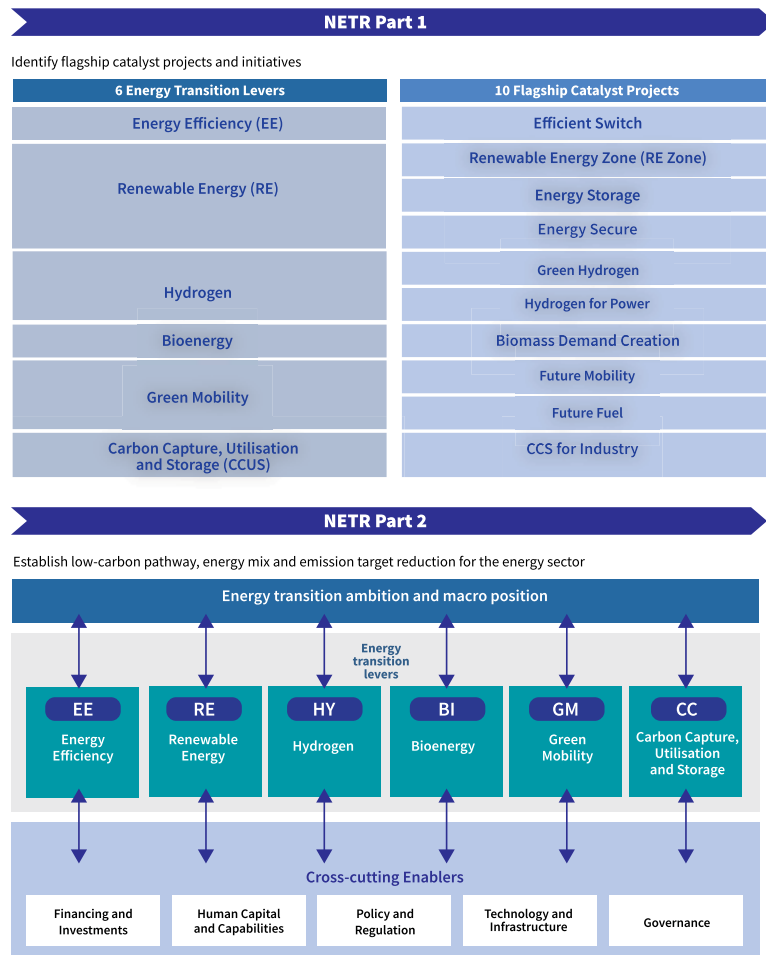 NETR Part 1
Identify flagship catalyst projects and initiatives
6 Energy Transition Levers
10 Flagship Catalyst Projects
Energy Efficiency (EE)
Efficient Switch
Renewable Energy (RE)
Renewable Energy Zone (RE Zone)
Energy Storage
Energy Secure
Hydrogen
Green Hydrogen
Hydrogen for Power
Bioenergy
Biomass Demand Creation
Green Mobility
Future Mobility
Future Fuel
Carbon Capture, Utilisation
and Storage (CCUS)
CCS for Industry
NETR Part 2
Establish low-carbon pathway, energy mix and emission target reduction for the energy sector
Energy transition ambition and macro position
Energy
transition
levers
EE
Energy
Efficiency
RE
Renewable
Energy
HY
Hydrogen
BI
Bioenergy
GM
Green
Mobility
CC
Carbon Capture,
Utilisation
and Storage
Cross-cutting Enablers
Financing and
Investments
Human Capital
and Capabilities
Policy and
Regulation
Technology and
Infrastructure
Governance